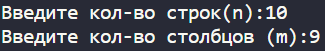 Введите кол-во строк(n):10
Введите кол-во столбцов (m):9